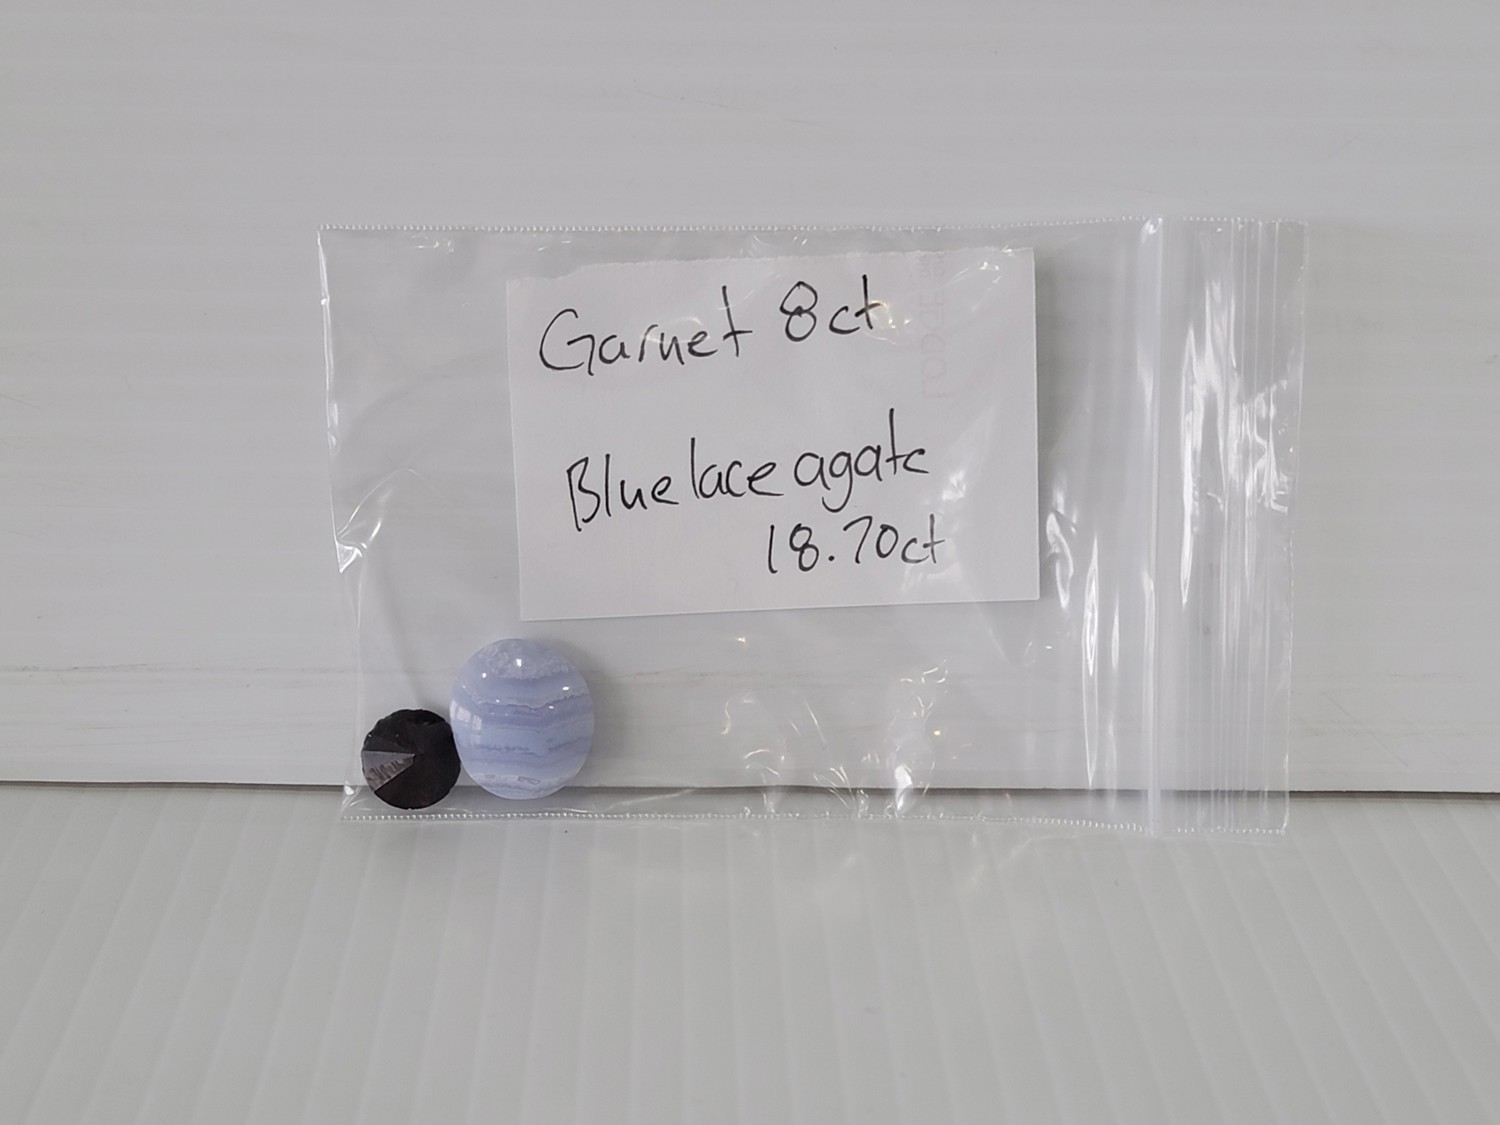 Garnet 8ct
Blue lace agate
18.70ct